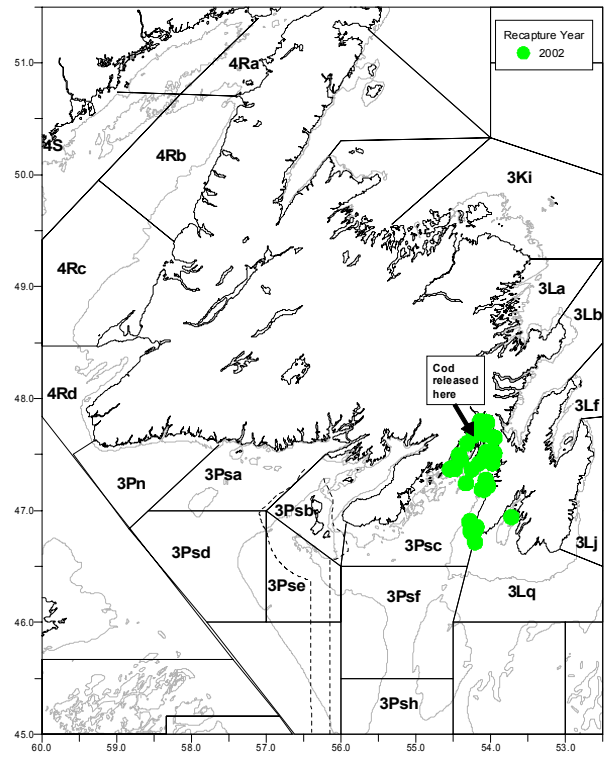 Recapture Year
2002
51.0
4Ra
4S
4Rb
50.0
3Ki
4Rc
49.0
3La
3Lb
Cod
released
here
4Rd
48.0
3Lf
3Pn
3Psa
47.0
3Psb
3Psd
3Psc
3Lj
3Pse
3Psf
3Lq
46.0
3Psh
45.0
60.0
59.0
58.0
57.0
56.0
55.0
54.0
53.0